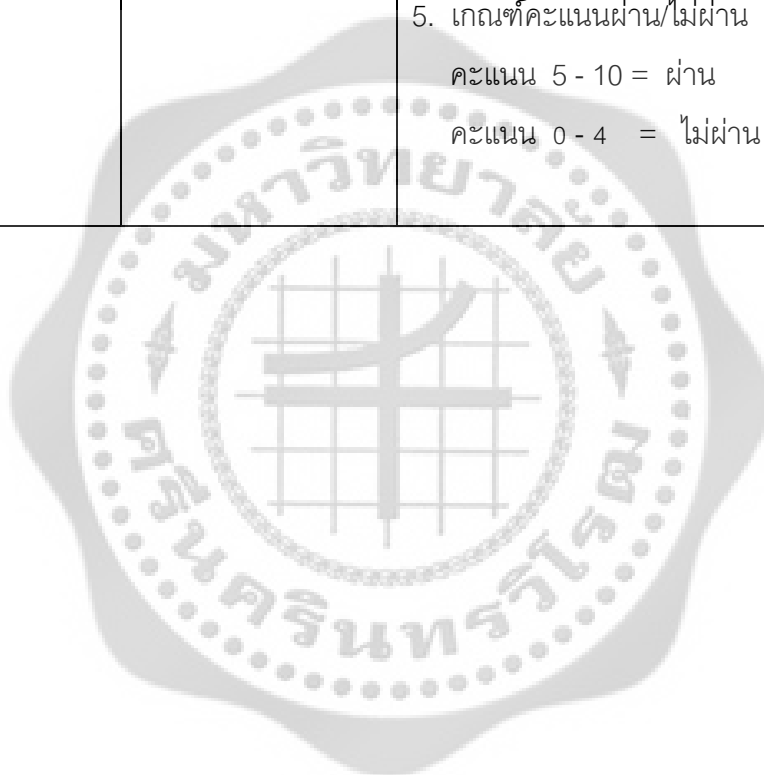 5. เกณฑ์คะแนนผ่าน/ไม่ผ่าน
คะแนน 5 - 10 = ผ่าน
คะแนน 0 - 4 = ไม่ผ่าน
มหาวิทยาลัย
ศรีนครินทรวิโรฒ